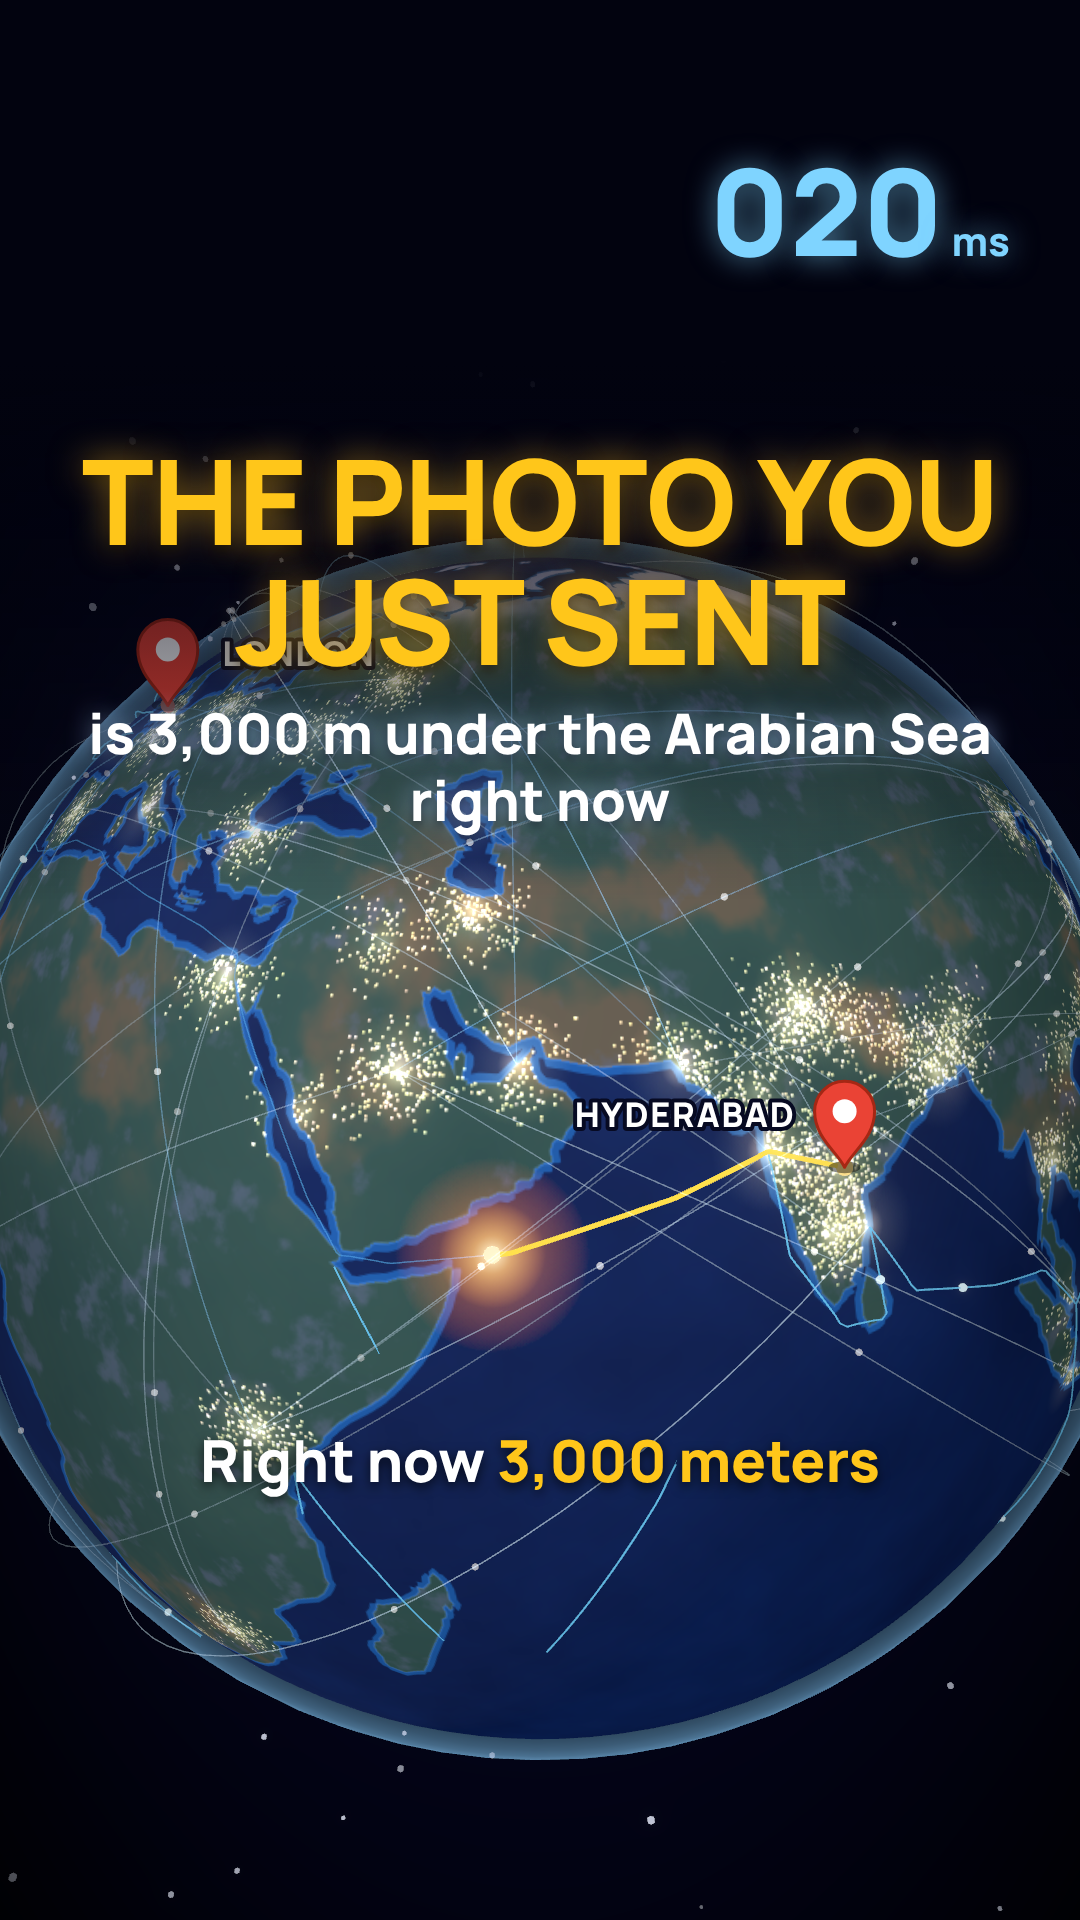 020 ms
THE PHOTO YOU
JUST SENT
LONDON
is 3,000 m under the Arabian Sea
right now
HYDERABAD
Right now 3,000 meters